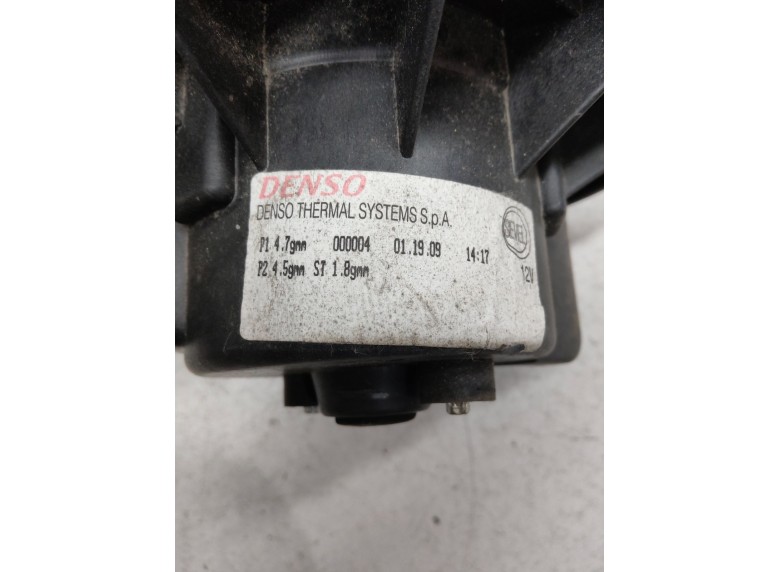 DENSO
DENSO THERMAL SYSTEMS S.p.A.
P1 4.7gmm 000004 01.19.09 14:17
P2 4.5gmm ST 1.8gmm
12V